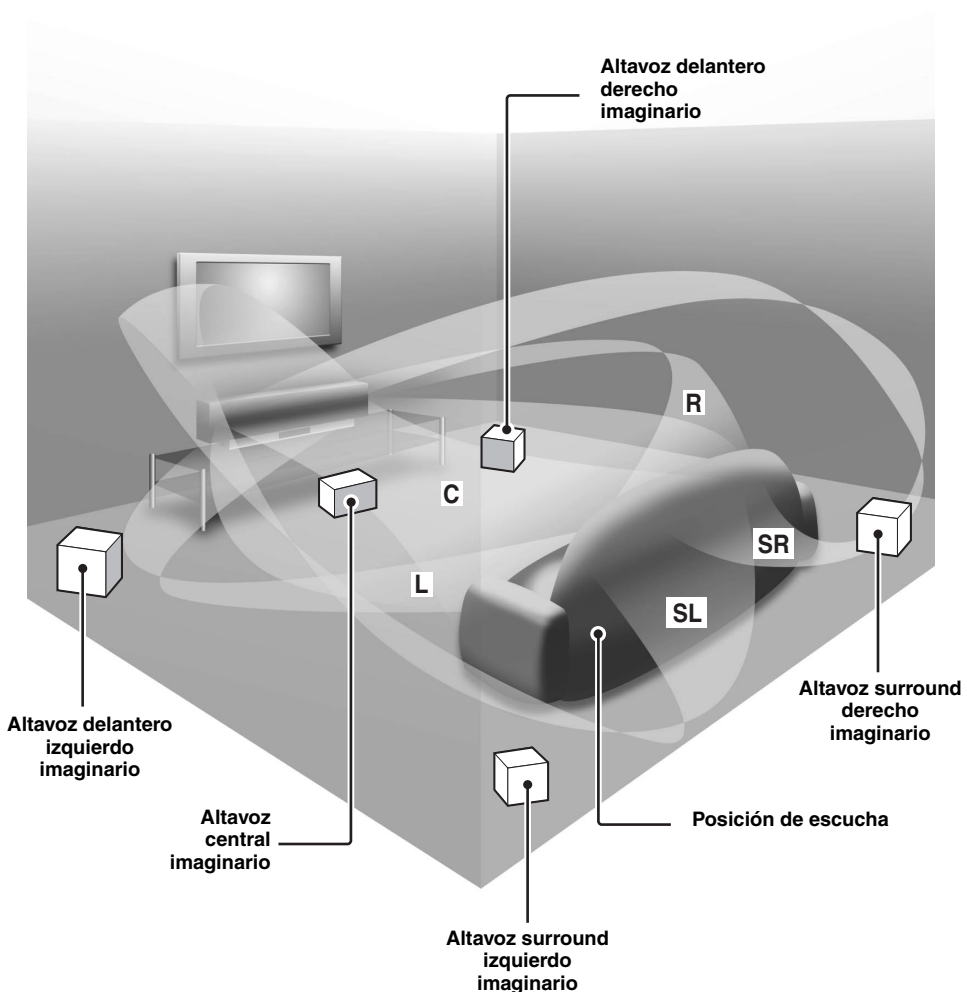 Altavoz delantero
derecho
imaginario
R
C
SR
L
SL
Altavoz surround
derecho
imaginario
Altavoz delantero
izquierdo
imaginario
Altavoz
central
imaginario
Posición de escucha
Altavoz surround
izquierdo
imaginario